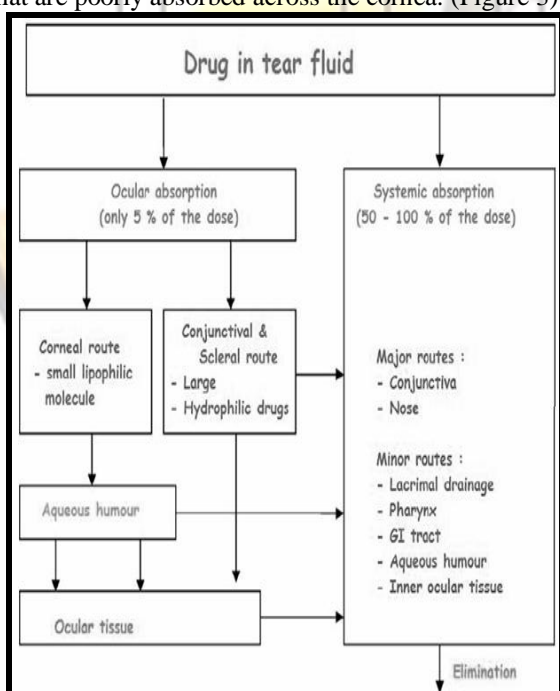 that are poorly absorbed across the cornea. (Figure 3)
Drug in tear fluid
Ocular absorption
(only 5 % of the dose)
Systemic absorption
(50 - 100 % of the dose)
Corneal route
- small lipophilic
molecule
Conjunctival &
Scleral route
- Large
- Hydrophilic drugs
Major routes :
- Conjunctiva
- Nose
Minor routes :
- Lacrimal drainage
- Pharynx
- GI tract
- Aqueous humour
- Inner ocular tissue
Aqueous humour
Ocular tissue
Elimination